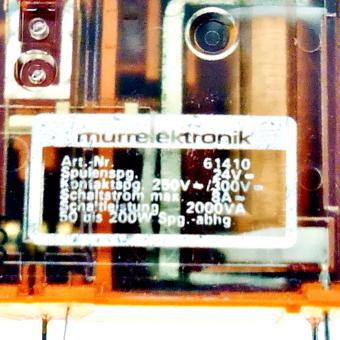 murrelektronik
Art.-Nr. 61410
Spulenspg. 24V ⎓
Kontaktspg. 250V ~ /300V ⎓
Schaltstrom max. 8A ~
Schaltleistung 2000VA
50 bis 200W Spg.-abhg.